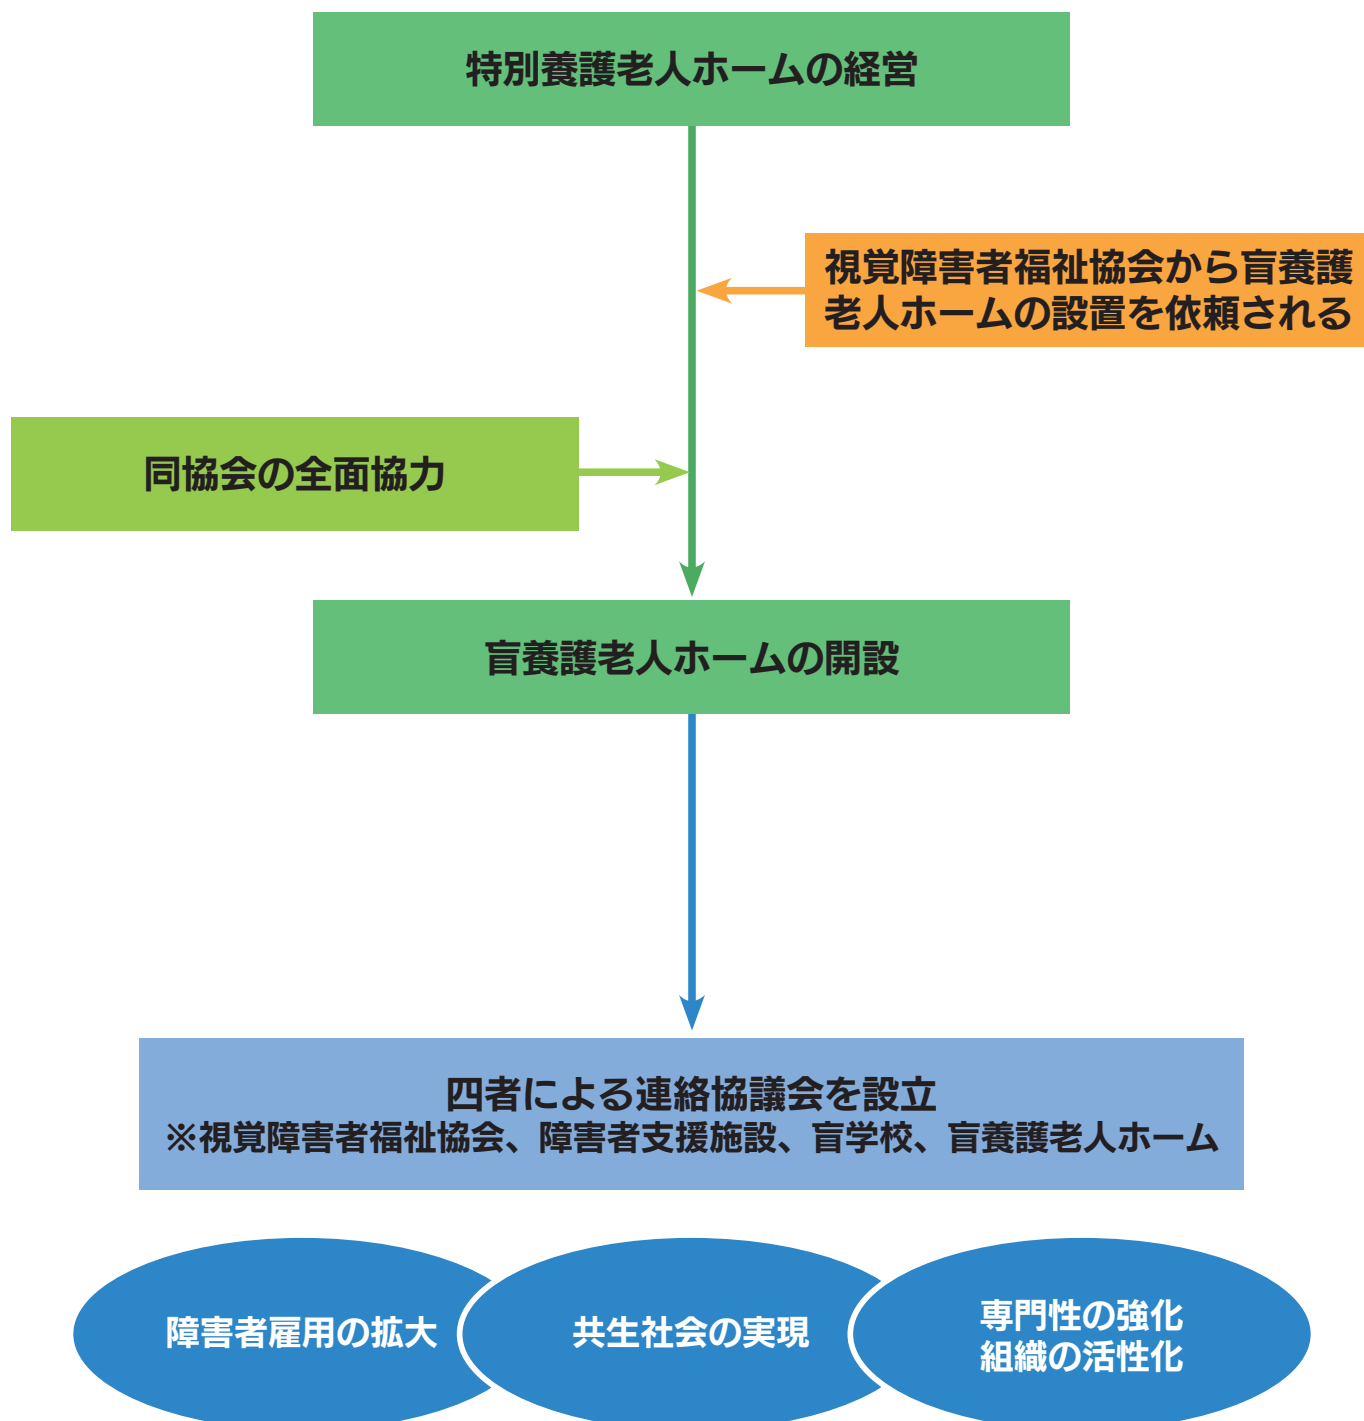 特別養護老人ホームの経営
視覚障害者福祉協会から盲養護
老人ホームの設置を依頼される
同協会の全面協力
盲養護老人ホームの開設
四者による連絡協議会を設立
※視覚障害者福祉協会、障害者支援施設、盲学校、盲養護老人ホーム
障害者雇用の拡大
共生社会の実現
専門性の強化
組織の活性化